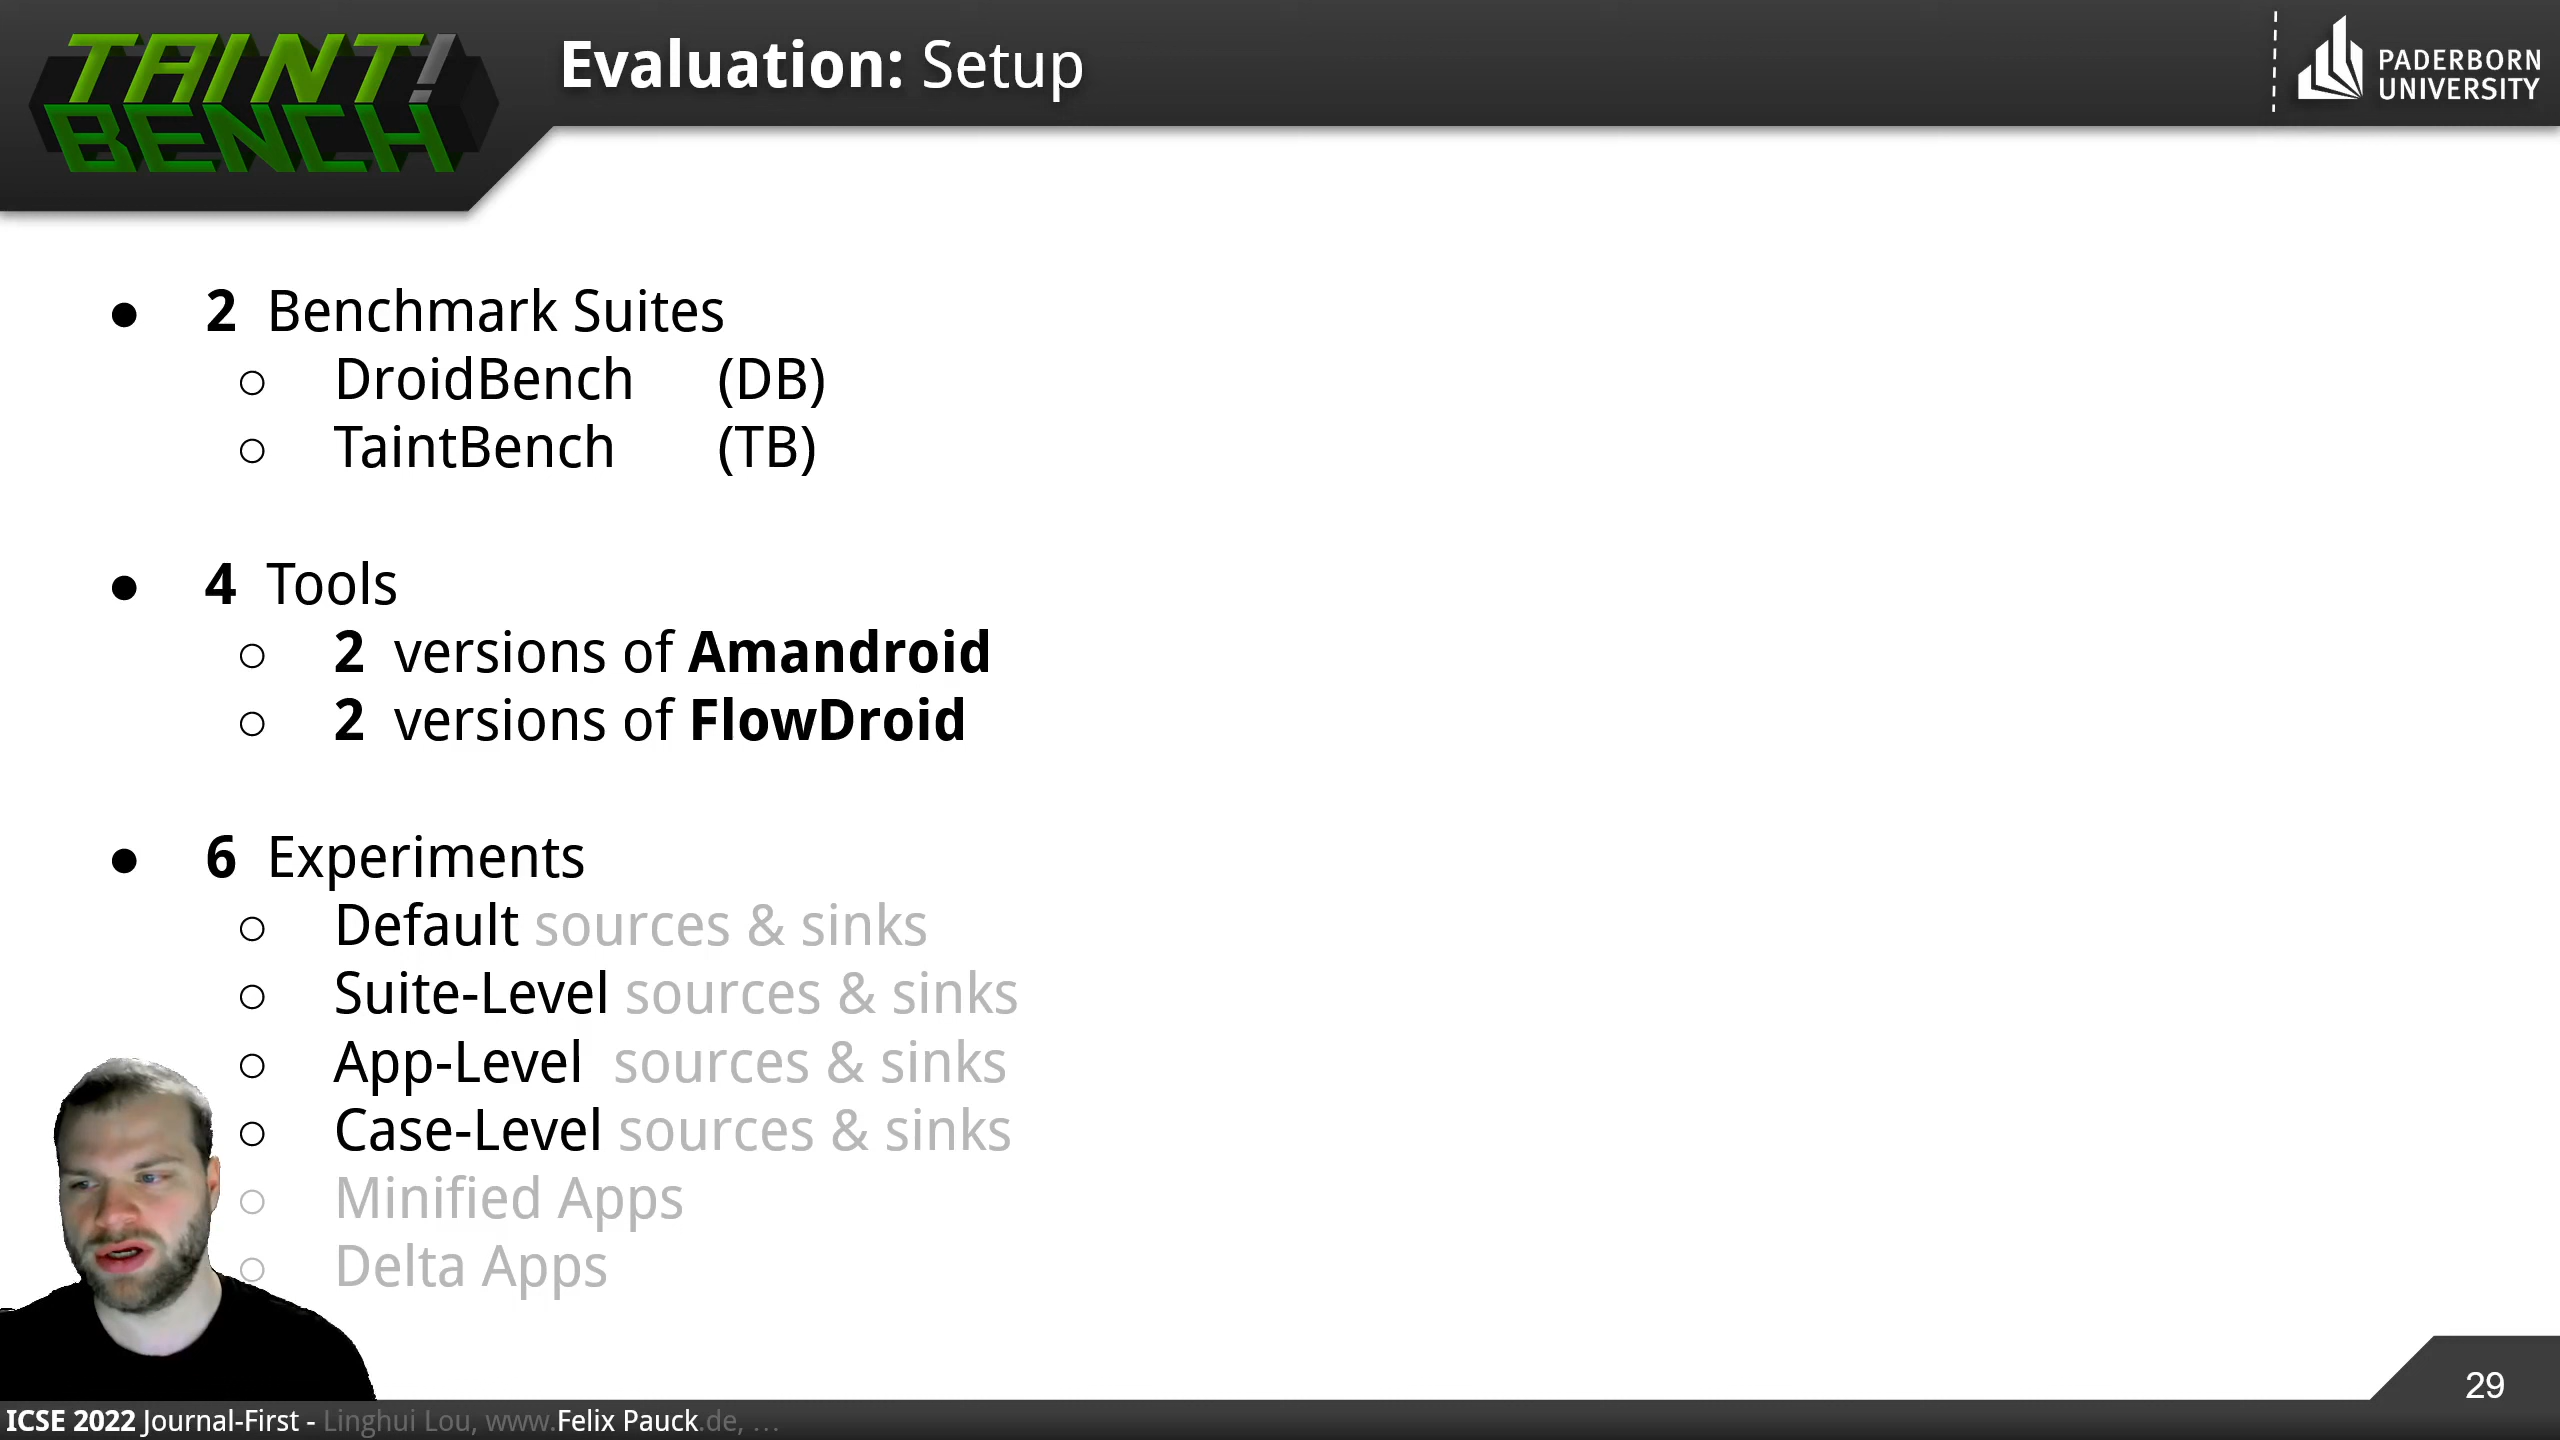 TAINT!
BENCH
Evaluation: Setup
PADERBORN
UNIVERSITY
● 2 Benchmark Suites
○ DroidBench (DB)
○ TaintBench (TB)
● 4 Tools
○ 2 versions of Amandroid
○ 2 versions of FlowDroid
● 6 Experiments
○ Default sources & sinks
○ Suite-Level sources & sinks
○ App-Level sources & sinks
○ Case-Level sources & sinks
○ Minified Apps
○ Delta Apps
29
ICSE 2022 Journal-First - Linghui Lou, www.Felix Pauck.de, ...